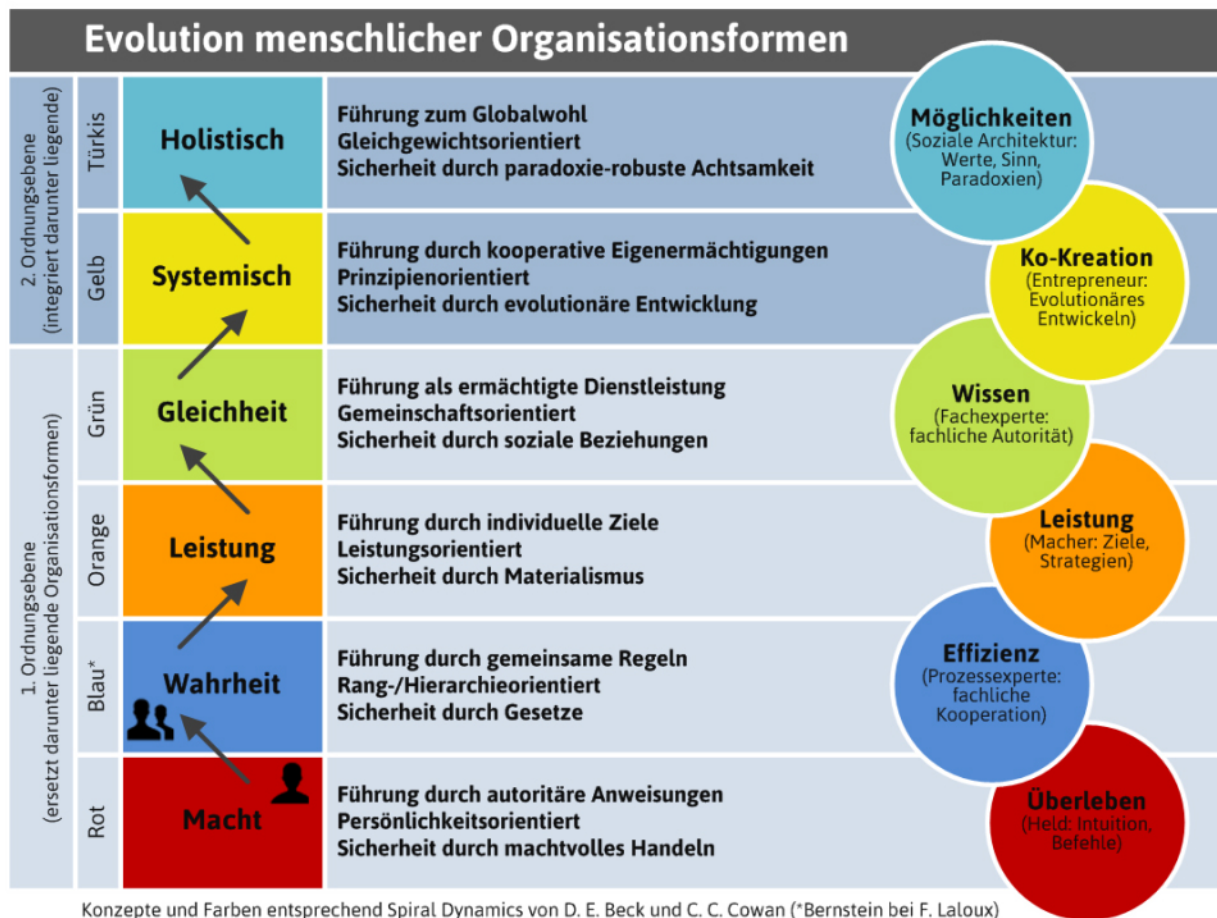 Evolution menschlicher Organisationsformen
2. Ordnungsebene
(integriert darunter liegende)
Türkis
Holistisch
Führung zum Globalwohl
Gleichgewichtsorientiert
Sicherheit durch paradoxie-robuste Achtsamkeit
Möglichkeiten
(Soziale Architektur:
Werte, Sinn,
Paradoxien)
Gelb
Systemisch
Führung durch kooperative Eigenermächtigungen
Prinzipienorientiert
Sicherheit durch evolutionäre Entwicklung
Ko-Kreation
(Entrepreneur:
Evolutionäres
Entwickeln)
1. Ordnungsebene
(ersetzt darunter liegende Organisationsformen)
Grün
Gleichheit
Führung als ermächtigte Dienstleistung
Gemeinschaftsorientiert
Sicherheit durch soziale Beziehungen
Wissen
(Fachexperte:
fachliche Autorität)
Orange
Leistung
Führung durch individuelle Ziele
Leistungsorientiert
Sicherheit durch Materialismus
Leistung
(Macher: Ziele,
Strategien)
Blau*
Wahrheit
Führung durch gemeinsame Regeln
Rang-/Hierarchieorientiert
Sicherheit durch Gesetze
Effizienz
(Prozessexperte:
fachliche
Kooperation)
Rot
Macht
Führung durch autoritäre Anweisungen
Persönlichkeitsorientiert
Sicherheit durch machtvolles Handeln
Überleben
(Held: Intuition,
Befehle)
Konzepte und Farben entsprechend Spiral Dynamics von D. E. Beck und C. C. Cowan (*Bernstein bei F. Laloux)